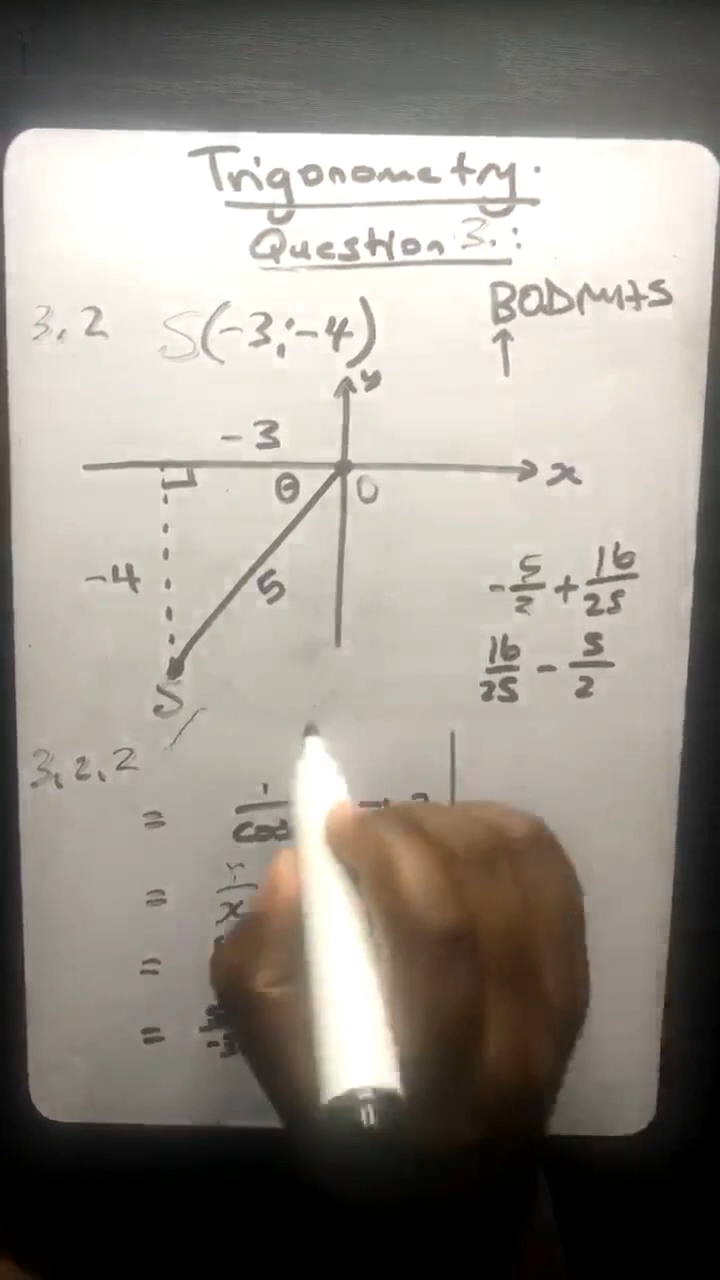 Trigonometry.
Question 3. :
3.2 S(-3;-4)
BODMAS
↑
y
-3
θ
O
x
-4
5
S
-5/2 + 16/25
16/25 - 5/2
3.2.2
=
=
=
=